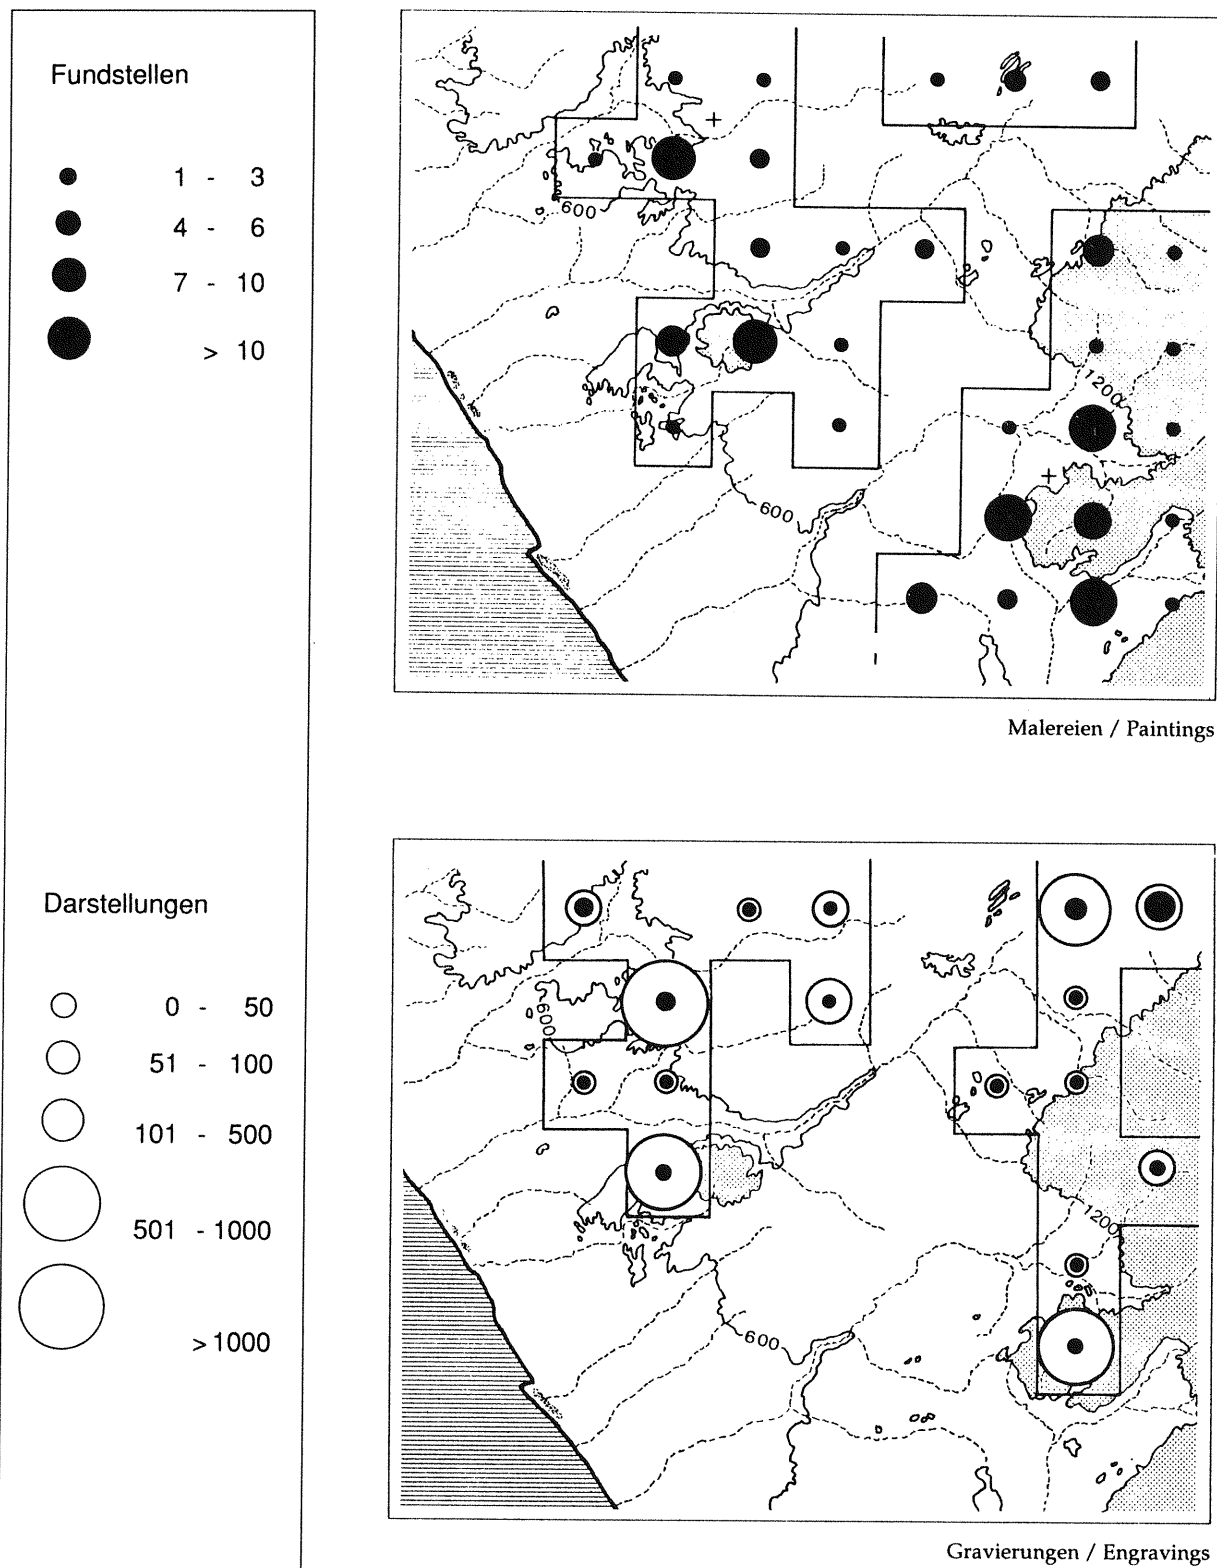 Fundstellen
1 - 3
4 - 6
7 - 10
> 10
600
1200
600
Malereien / Paintings
Darstellungen
0 - 50
51 - 100
101 - 500
501 - 1000
> 1000
600
1200
600
Gravierungen / Engravings